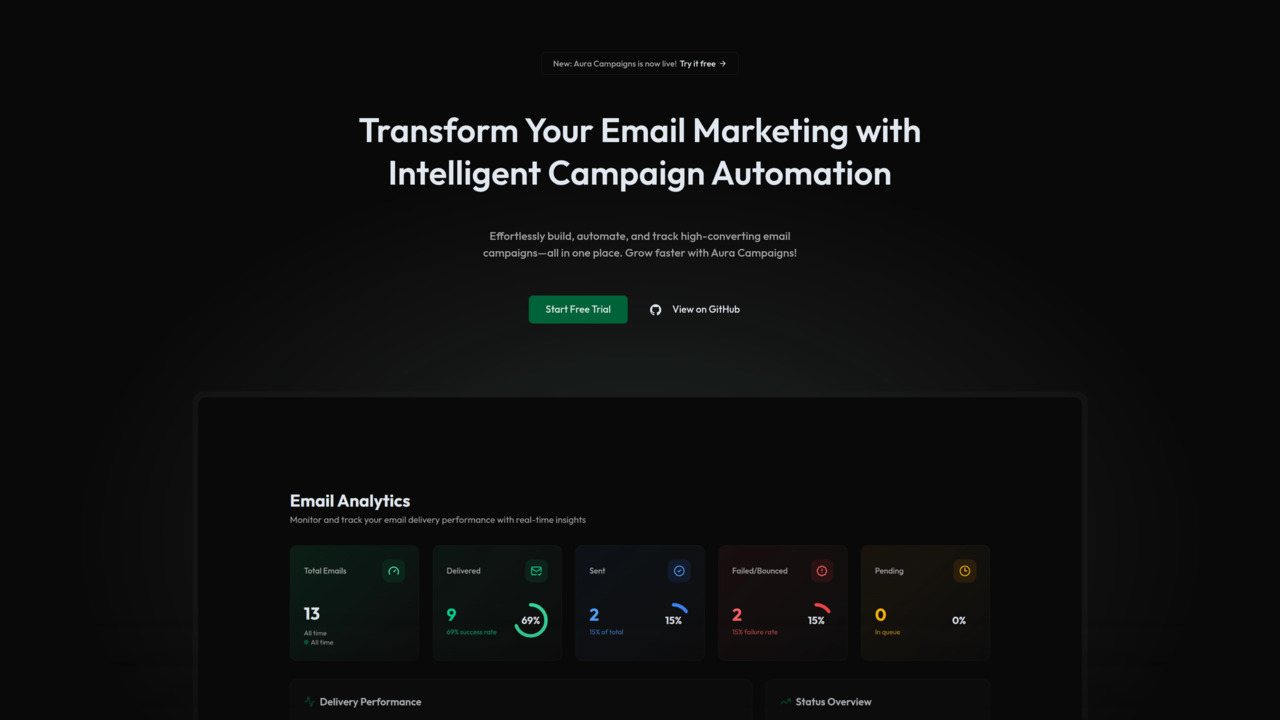 New: Aura Campaigns is now live! Try it free →
Transform Your Email Marketing with
Intelligent Campaign Automation
Effortlessly build, automate, and track high-converting email
campaigns—all in one place. Grow faster with Aura Campaigns!
Start Free Trial
View on GitHub
Email Analytics
Monitor and track your email delivery performance with real-time insights
Total Emails
13
All time
All time
Delivered
9
69% success rate
69%
Sent
2
15% of total
15%
Failed/Bounced
2
15% failure rate
15%
Pending
0
In queue
0%
Delivery Performance
Status Overview